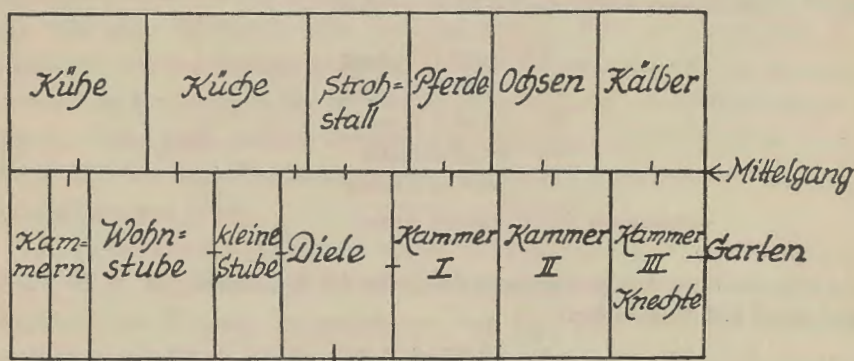 Kühe
Küche
Stroh=
stall
Pferde
Ochsen
Kälber
←Mittelgang
Kam=
mern
Wohn=
stube
kleine
Stube
Diele
Kammer
I
Kammer
II
Kammer
III
Knechte
Garten